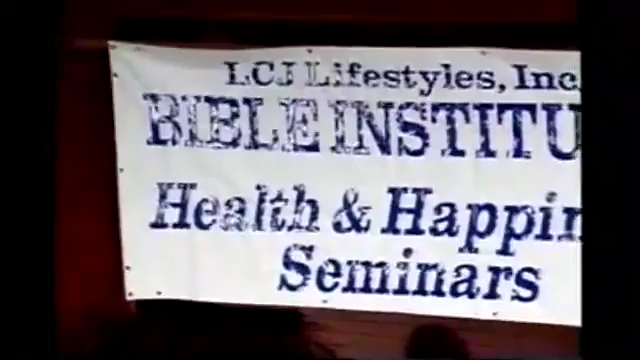 LCJ Lifestyles, Inc.
BIBLE INSTITU
Health & Happin
Seminars